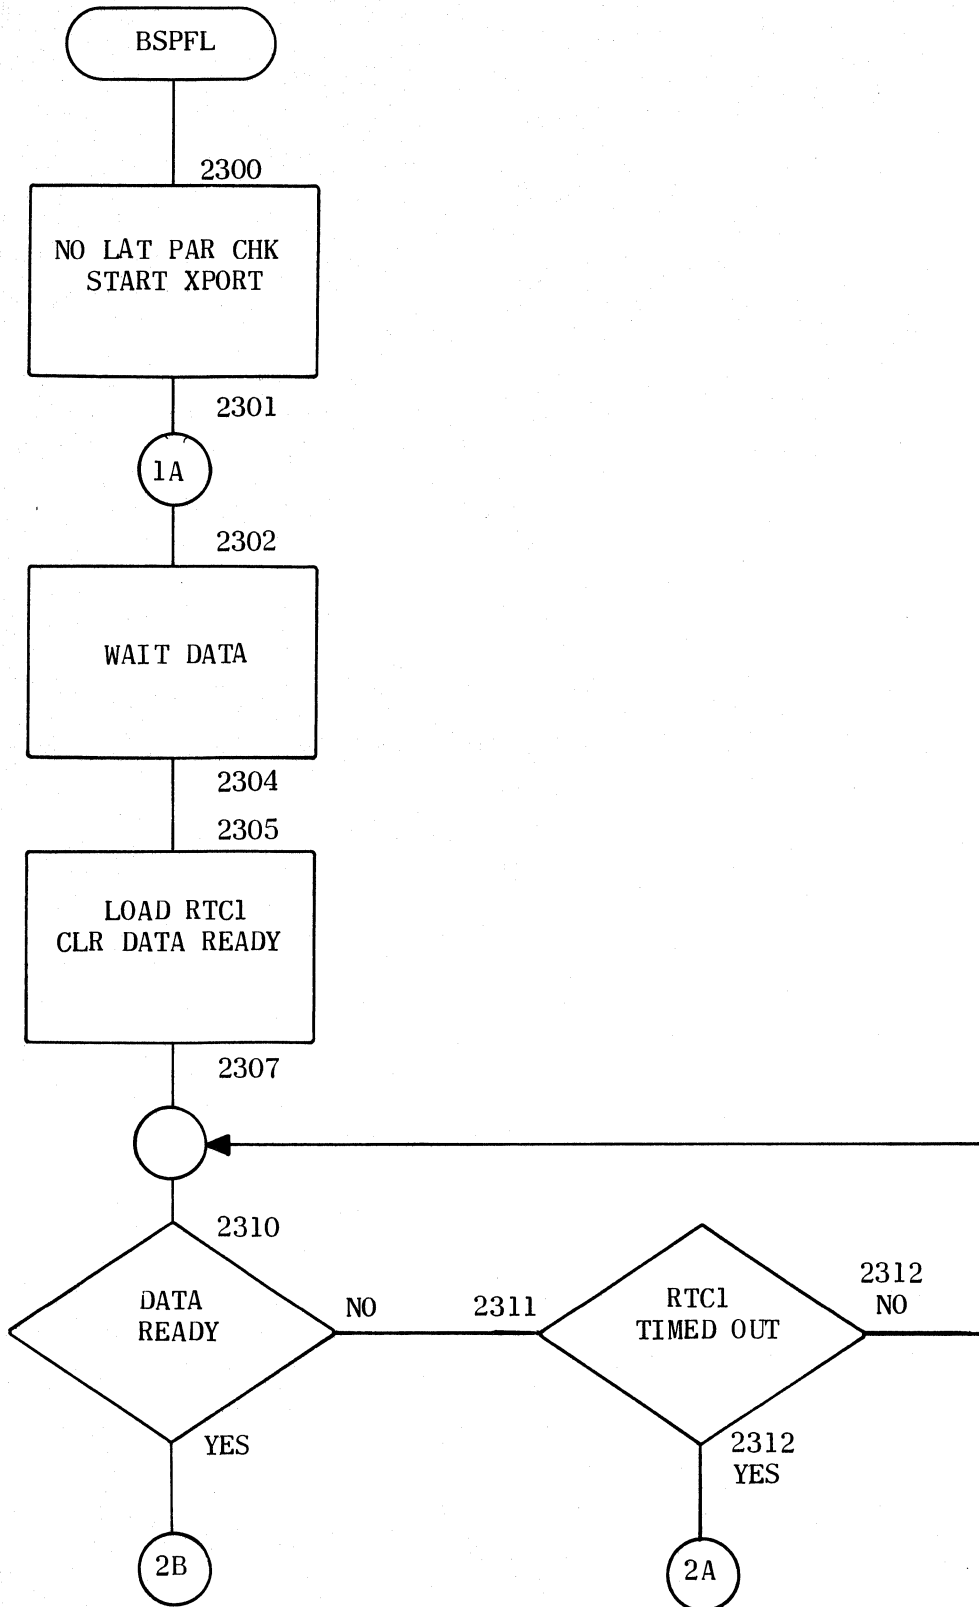 BSPFL
2300
NO LAT PAR CHK
START XPORT
2301
1A
2302
WAIT DATA
2304
2305
LOAD RTC1
CLR DATA READY
2307
2310
DATA
READY
NO
2311
RTC1
TIMED OUT
2312
NO
YES
2312
YES
2B
2A